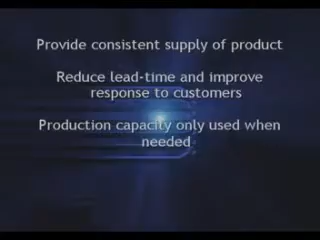 Provide consistent supply of product
Reduce lead-time and improve
response to customers
Production capacity only used when
needed